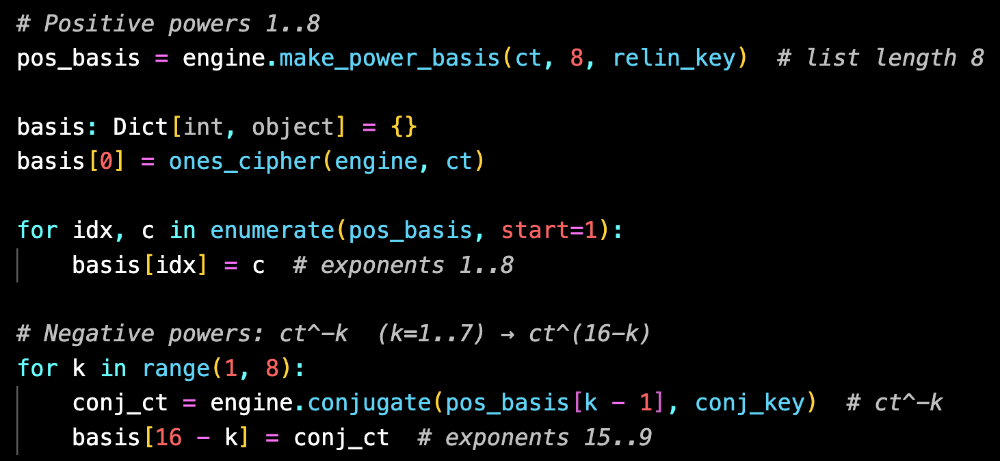 # Positive powers 1..8
pos_basis = engine.make_power_basis(ct, 8, relin_key)  # list length 8
basis: Dict[int, object] = {}
basis[0] = ones_cipher(engine, ct)
for idx, c in enumerate(pos_basis, start=1):
    basis[idx] = c  # exponents 1..8
# Negative powers: ct^-k  (k=1..7) → ct^(16-k)
for k in range(1, 8):
    conj_ct = engine.conjugate(pos_basis[k - 1], conj_key)  # ct^-k
    basis[16 - k] = conj_ct  # exponents 15..9